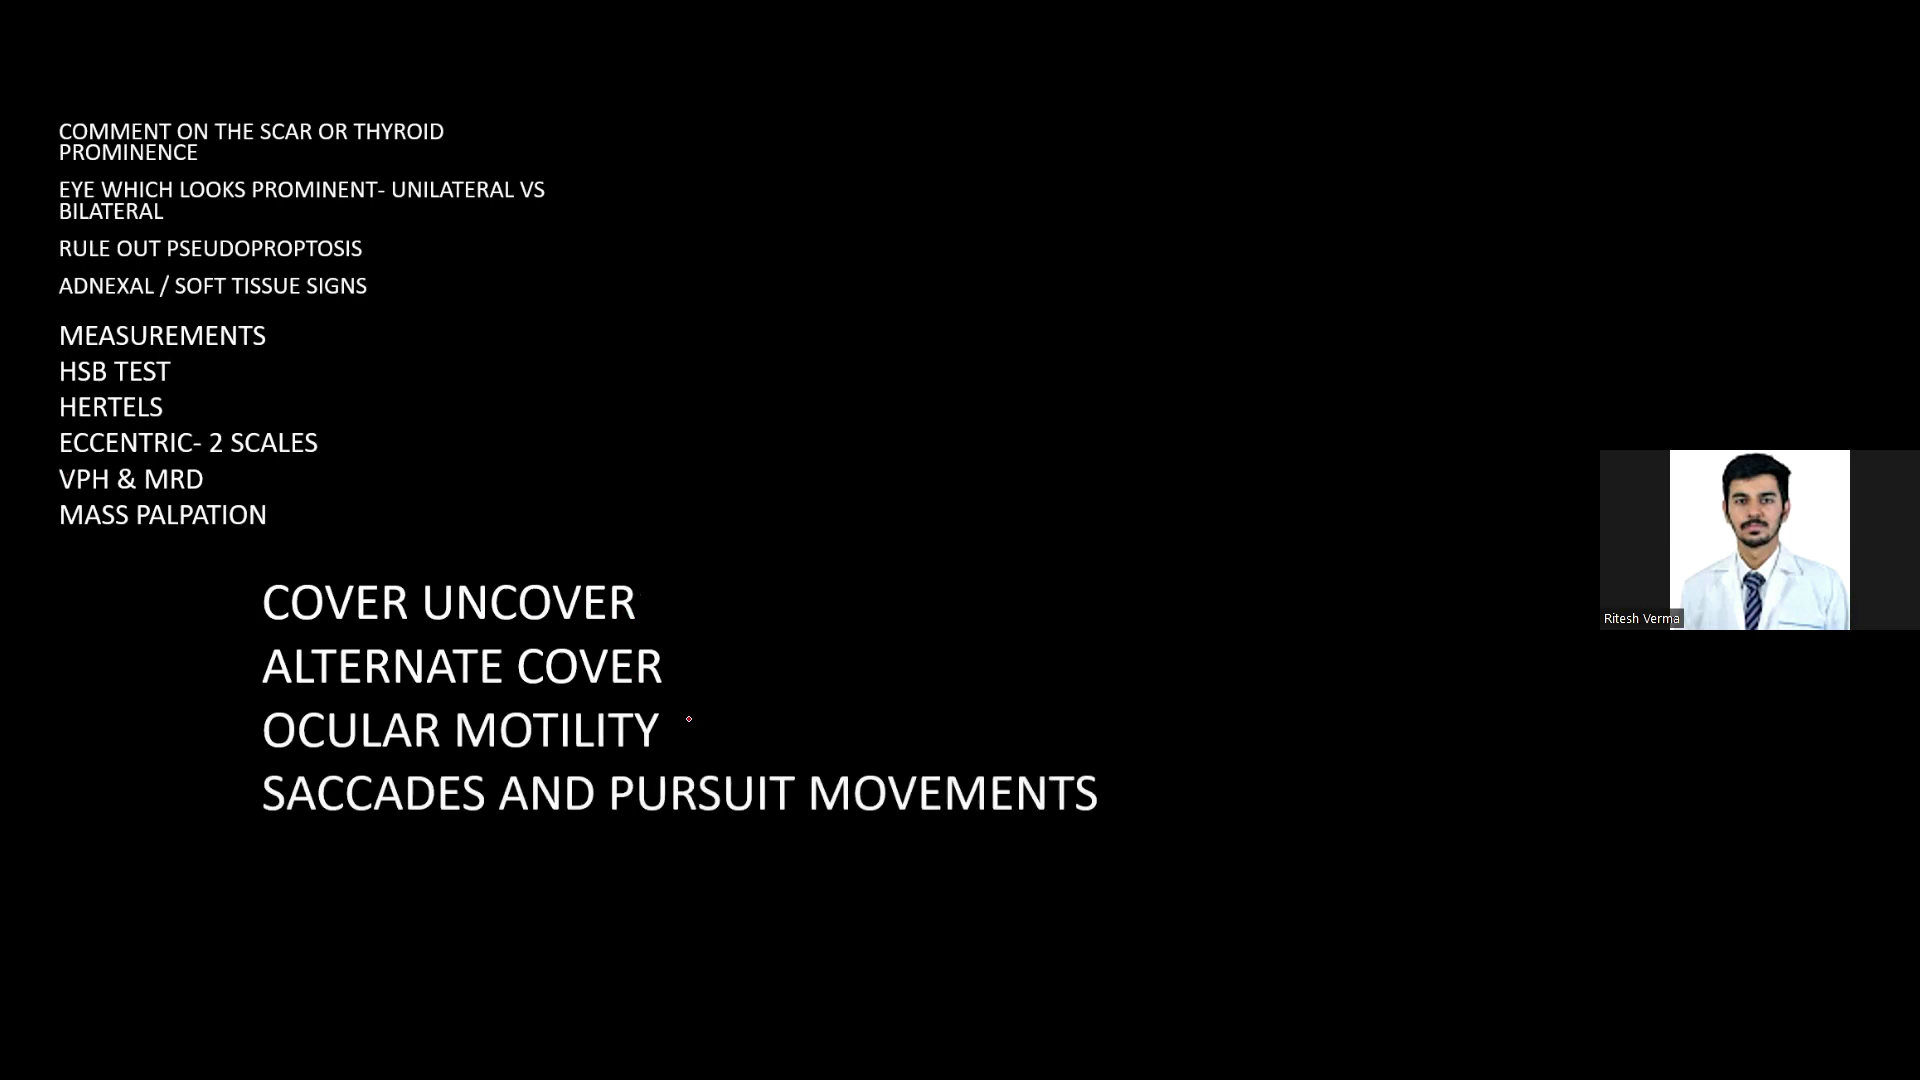 COMMENT ON THE SCAR OR THYROID
PROMINENCE
EYE WHICH LOOKS PROMINENT- UNILATERAL VS
BILATERAL
RULE OUT PSEUDOPROPTOSIS
ADNEXAL / SOFT TISSUE SIGNS
MEASUREMENTS
HSB TEST
HERTELS
ECCENTRIC- 2 SCALES
VPH & MRD
MASS PALPATION
COVER UNCOVER
ALTERNATE COVER
OCULAR MOTILITY
SACCADES AND PURSUIT MOVEMENTS
Ritesh Verma